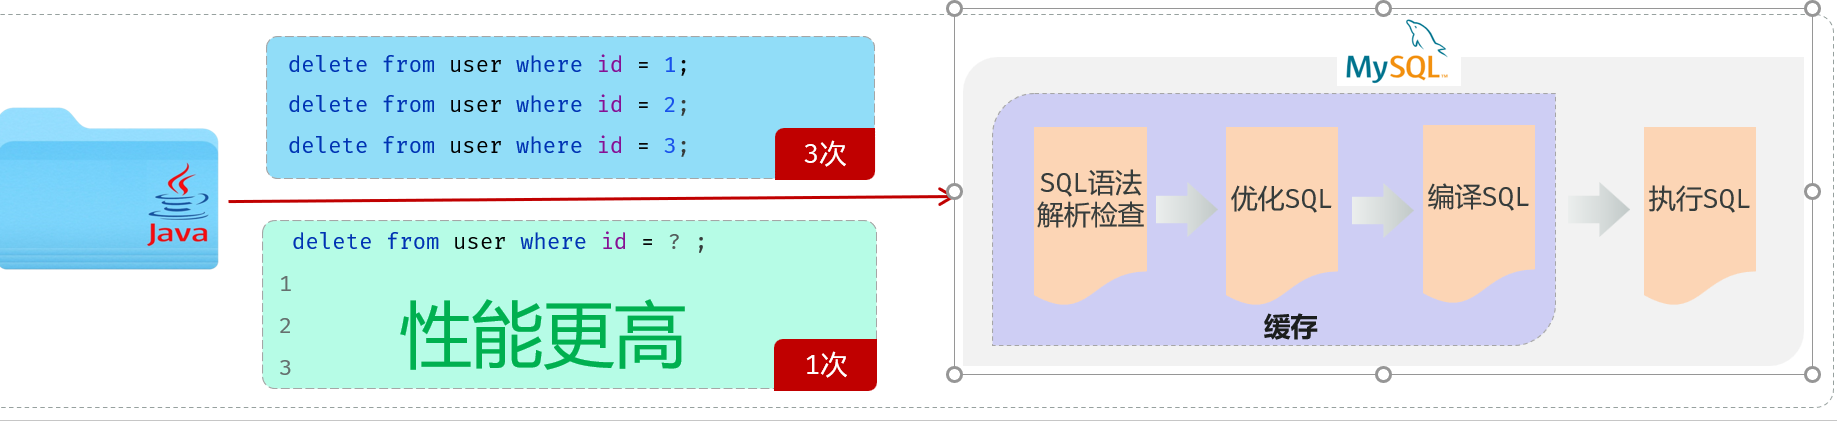 delete from user where id = 1;
delete from user where id = 2;
delete from user where id = 3;
3次
Java
delete from user where id = ? ;
1
2
3
性能更高
1次
MySQL
SQL语法
解析检查
优化SQL
编译SQL
执行SQL
缓存